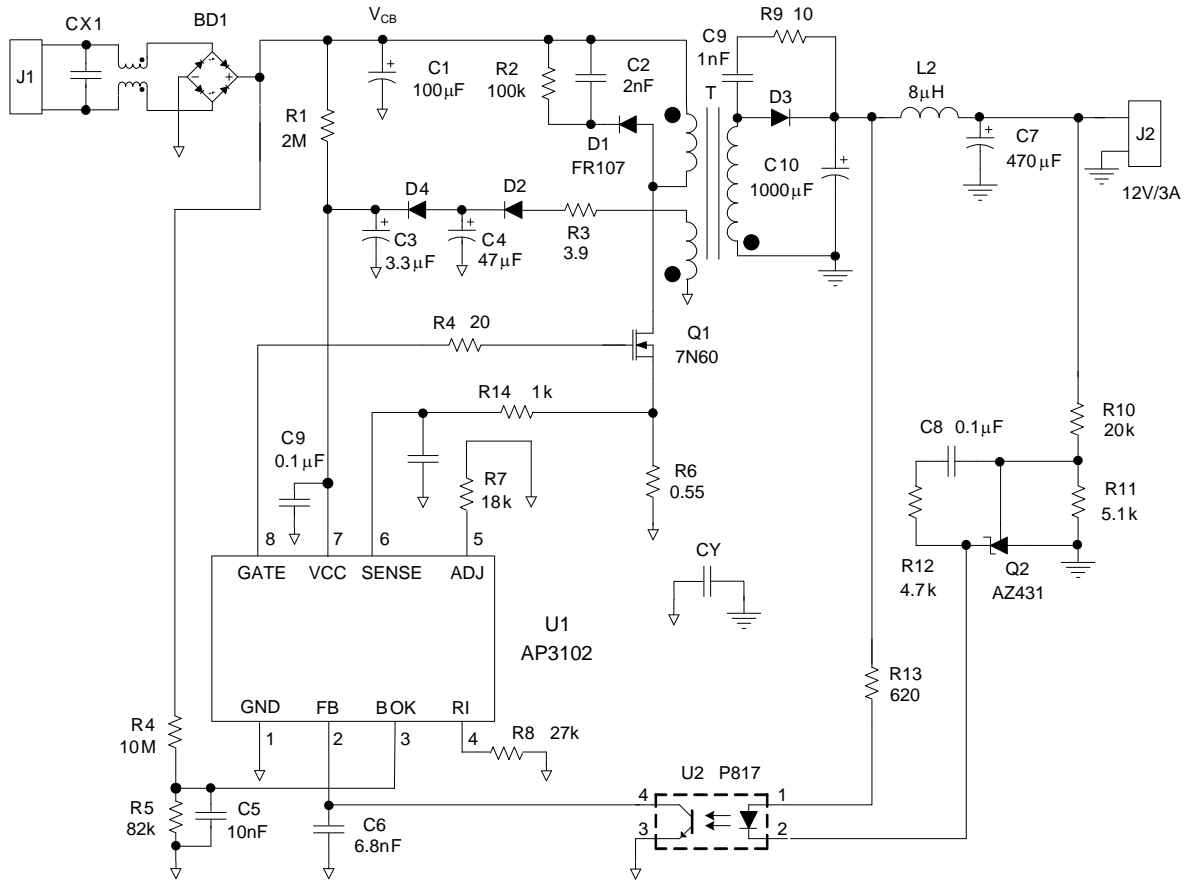 CX1
BD1
J1
V_CB
C1
100μF
R1
2M
R2
100k
C2
2nF
D1
FR107
C9
1nF
R9 10
T
D3
C10
1000μF
L2
8μH
C7
470μF
J2
12V/3A
D4
D2
C3
3.3μF
C4
47μF
R3
3.9
R4 20
Q1
7N60
R14 1k
C9
0.1μF
R7
18k
R6
0.55
C8 0.1μF
R10
20k
R11
5.1k
R12
4.7k
Q2
AZ431
8 7 6 5
GATE VCC SENSE ADJ
CY
U1
AP3102
GND FB BOK RI
1 2 3 4
R8 27k
R13
620
R4
10M
R5
82k
C5
10nF
C6
6.8nF
U2 P817
4 1
3 2